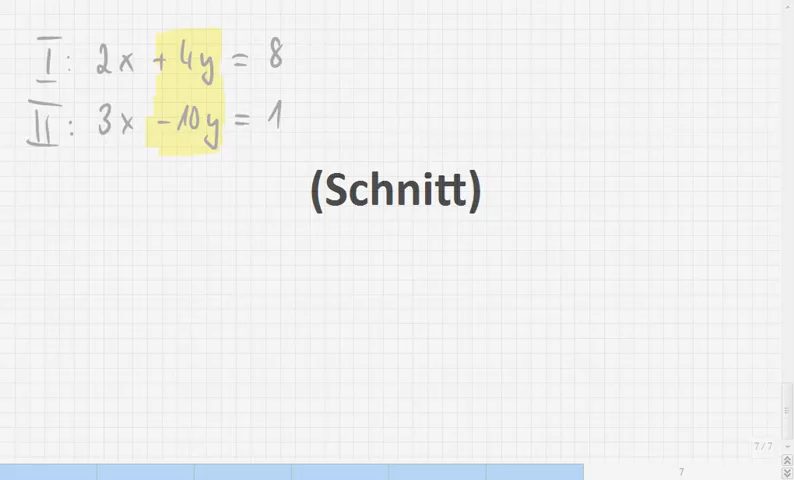 I: 2x + 4y = 8
II: 3x - 10y = 1
(Schnitt)
7 / 7
7